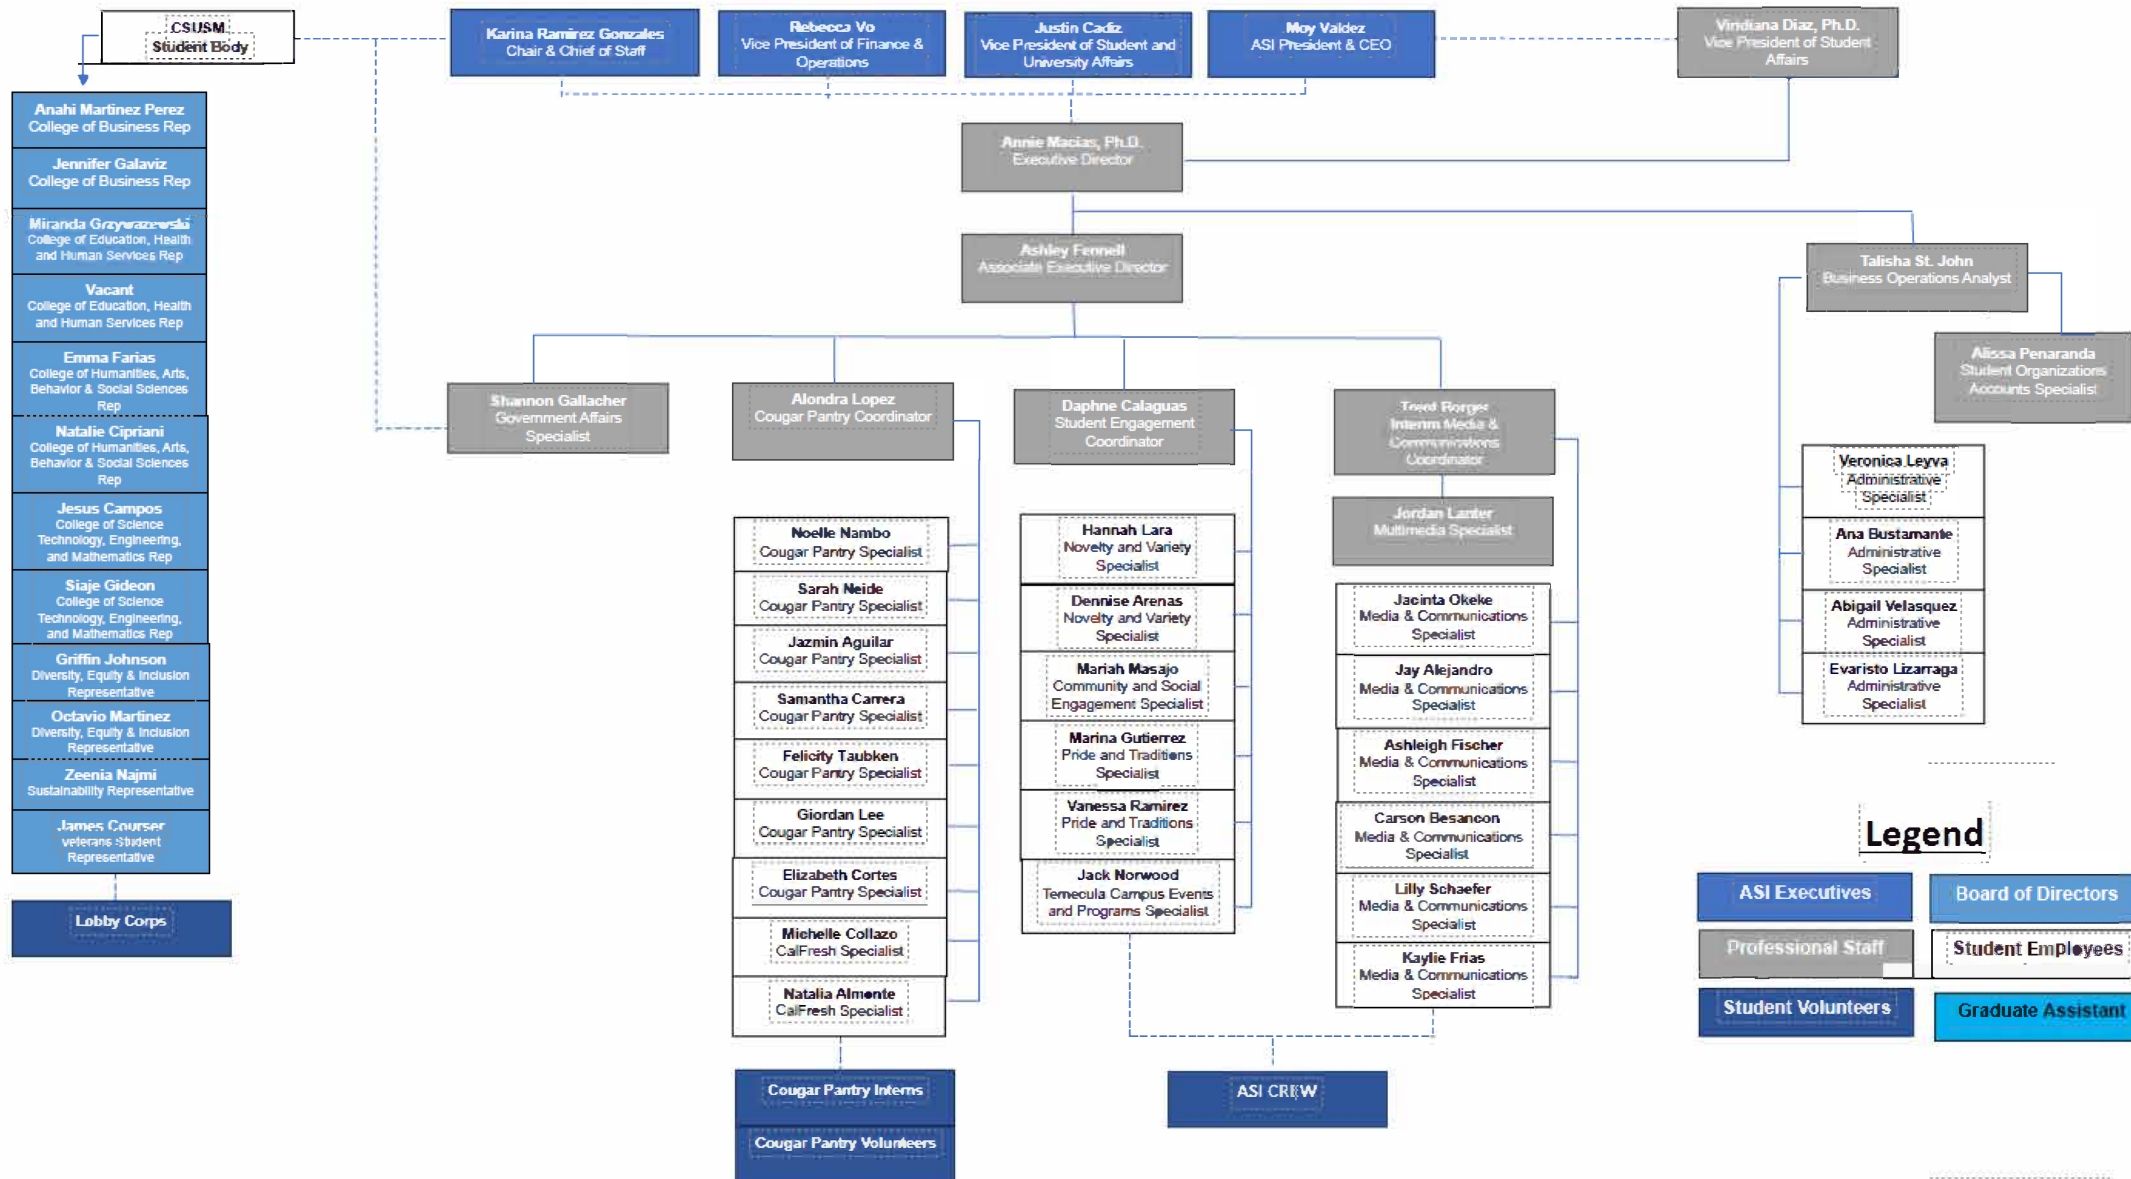 CSUSM
Student Body
Karina Ramirez Gonzales
Chair & Chief of Staff
Rebecca Vo
Vice President of Finance &
Operations
Justin Cadiz
Vice President of Student and
University Affairs
Moy Valdez
ASI President & CEO
Viridiana Diaz, Ph.D.
Vice President of Student
Affairs
Annie Macias, Ph.D.
Executive Director
Ashley Fennell
Associate Executive Director
Talisha St. John
Business Operations Analyst
Alissa Penaranda
Student Organizations
Accounts Specialist
Anahi Martinez Perez
College of Business Rep
Jennifer Galaviz
College of Business Rep
Miranda Grzywazewski
College of Education, Health
and Human Services Rep
Vacant
College of Education, Health
and Human Services Rep
Emma Farias
College of Humanities, Arts,
Behavior & Social Sciences
Rep
Natalie Cipriani
College of Humanities, Arts,
Behavior & Social Sciences
Rep
Jesus Campos
College of Science
Technology, Engineering,
and Mathematics Rep
Siaje Gideon
College of Science
Technology, Engineering,
and Mathematics Rep
Griffin Johnson
Diversity, Equity & Inclusion
Representative
Octavio Martinez
Diversity, Equity & Inclusion
Representative
Zeenia Najmi
Sustainability Representative
James Courser
Veterans Student
Representative
Lobby Corps
Shannon Gallacher
Government Affairs
Specialist
Alondra Lopez
Cougar Pantry Coordinator
Daphne Calaguas
Student Engagement
Coordinator
Trent Borger
Interim Media &
Communications
Coordinator
Jordan Lanter
Multimedia Specialist
Noelle Nambo
Cougar Pantry Specialist
Sarah Neide
Cougar Pantry Specialist
Jazmin Aguilar
Cougar Pantry Specialist
Samantha Carrera
Cougar Pantry Specialist
Felicity Taubken
Cougar Pantry Specialist
Giordan Lee
Cougar Pantry Specialist
Elizabeth Cortes
Cougar Pantry Specialist
Michelle Collazo
CalFresh Specialist
Natalia Almonte
CalFresh Specialist
Cougar Pantry Interns
Cougar Pantry Volunteers
Hannah Lara
Novelty and Variety
Specialist
Dennise Arenas
Novelty and Variety
Specialist
Mariah Masajo
Community and Social
Engagement Specialist
Marina Gutierrez
Pride and Traditions
Specialist
Vanessa Ramirez
Pride and Traditions
Specialist
Jack Norwood
Temecula Campus Events
and Programs Specialist
Jacinta Okeke
Media & Communications
Specialist
Jay Alejandro
Media & Communications
Specialist
Ashleigh Fischer
Media & Communications
Specialist
Carson Besancon
Media & Communications
Specialist
Lilly Schaefer
Media & Communications
Specialist
Kaylie Frias
Media & Communications
Specialist
ASI CREW
Veronica Leyva
Administrative
Specialist
Ana Bustamante
Administrative
Specialist
Abigail Velasquez
Administrative
Specialist
Evaristo Lizarraga
Administrative
Specialist
Legend
ASI Executives
Board of Directors
Professional Staff
Student Employees
Student Volunteers
Graduate Assistant